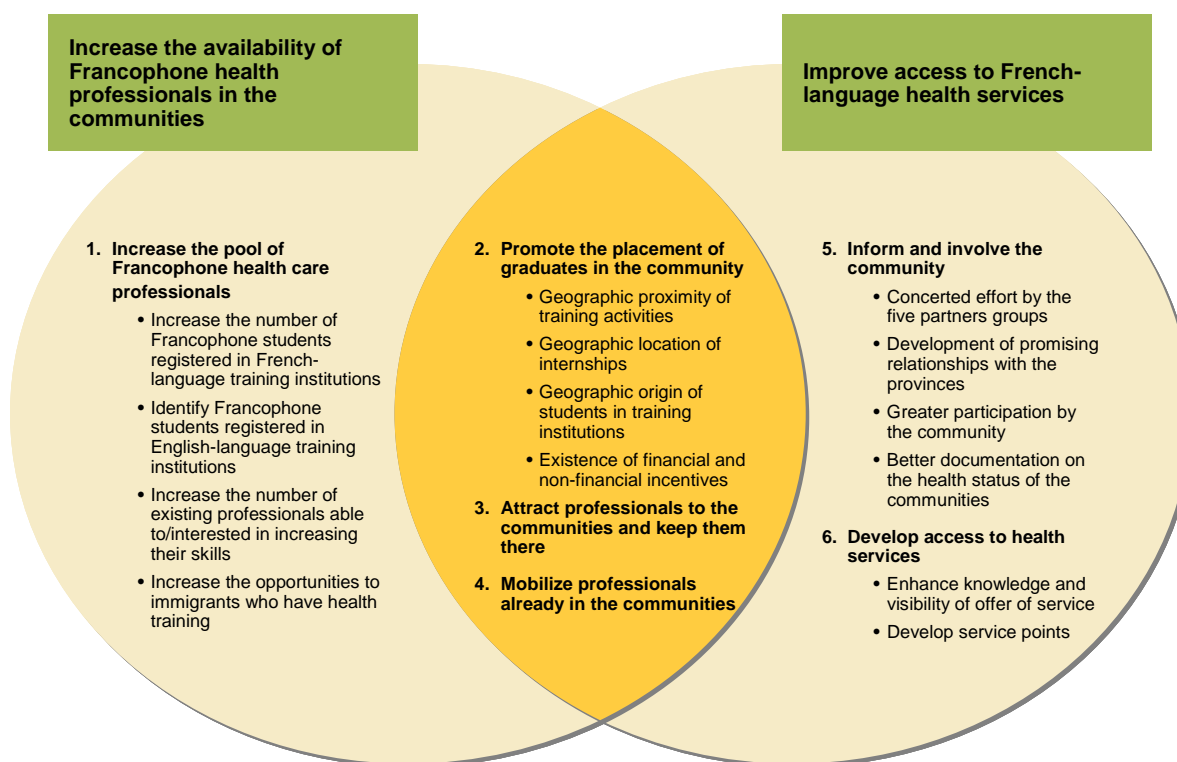 Increase the availability of
Francophone health
professionals in the
communities
Improve access to French-
language health services
1. Increase the pool of
Francophone health care
professionals
• Increase the number of
Francophone students
registered in French-
language training institutions
• Identify Francophone
students registered in
English-language training
institutions
• Increase the number of
existing professionals able
to/interested in increasing
their skills
• Increase the opportunities to
immigrants who have health
training
2. Promote the placement of
graduates in the community
• Geographic proximity of
training activities
• Geographic location of
internships
• Geographic origin of
students in training
institutions
• Existence of financial and
non-financial incentives
3. Attract professionals to the
communities and keep them
there
4. Mobilize professionals
already in the communities
5. Inform and involve the
community
• Concerted effort by the
five partners groups
• Development of promising
relationships with the
provinces
• Greater participation by
the community
• Better documentation on
the health status of the
communities
6. Develop access to health
services
• Enhance knowledge and
visibility of offer of service
• Develop service points